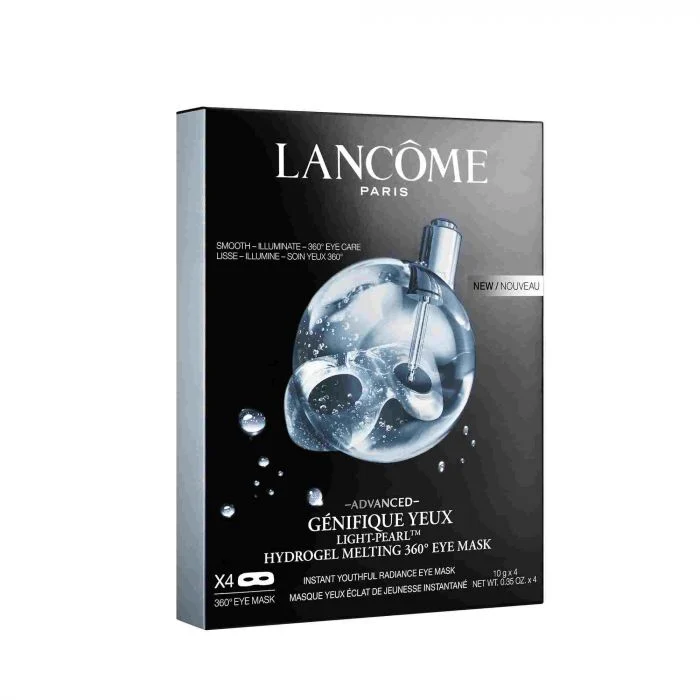 LANCÔME
PARIS
SMOOTH – ILLUMINATE – 360° EYE CARE
LISSE – ILLUMINE – SOIN YEUX 360°
NEW / NOUVEAU
–ADVANCED–
GÉNIFIQUE YEUX
LIGHT-PEARL™
HYDROGEL MELTING 360° EYE MASK
X4
360° EYE MASK
INSTANT YOUTHFUL RADIANCE EYE MASK
MASQUE YEUX ÉCLAT DE JEUNESSE INSTANTANÉ
10 g x 4
NET WT. 0.35 OZ. x 4